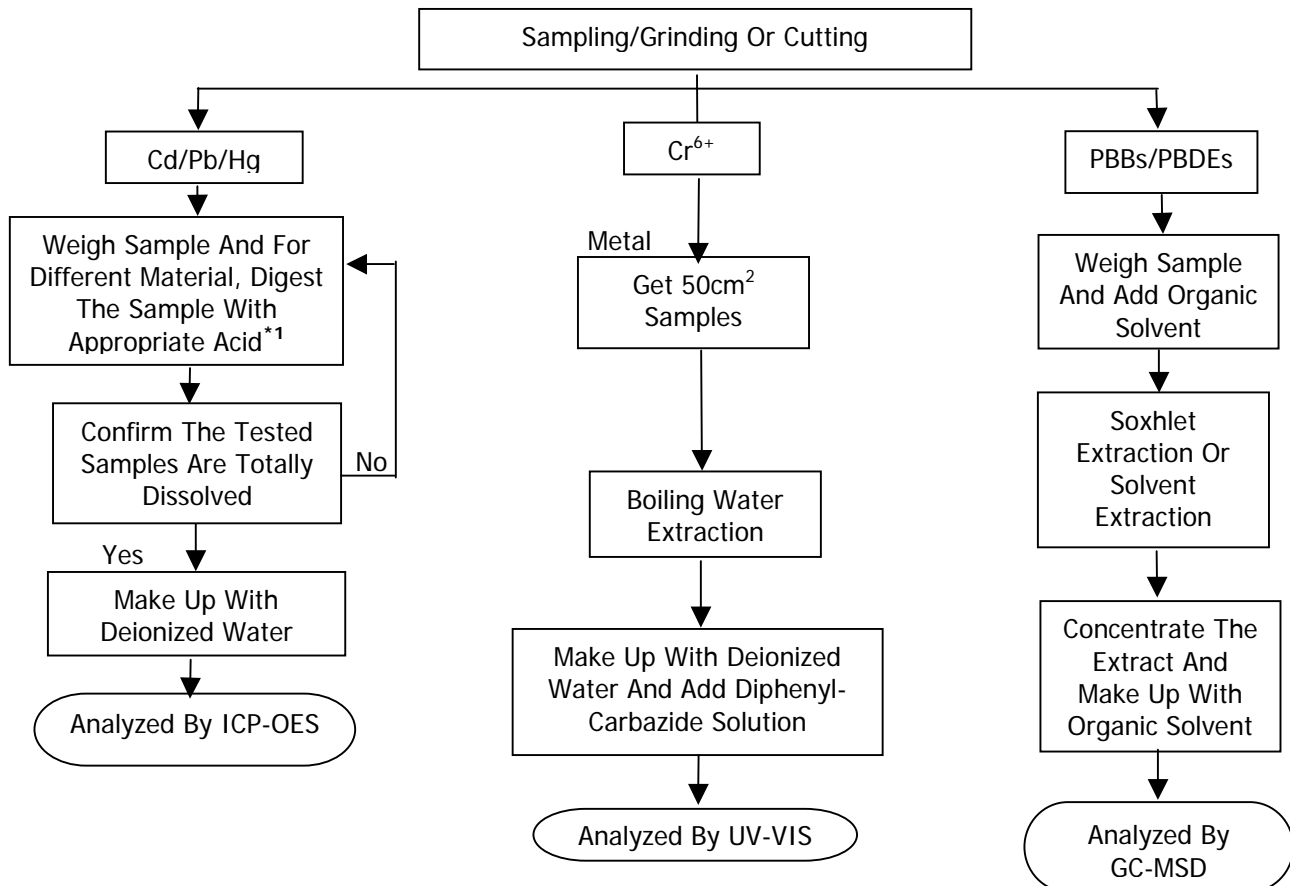 Sampling/Grinding Or Cutting
Cd/Pb/Hg
Weigh Sample And For
Different Material, Digest
The Sample With
Appropriate Acid*1
Confirm The Tested
Samples Are Totally
Dissolved
No
Yes
Make Up With
Deionized Water
Analyzed By ICP-OES
Cr6+
Metal
Get 50cm2
Samples
Boiling Water
Extraction
Make Up With Deionized
Water And Add Diphenyl-
Carbazide Solution
Analyzed By UV-VIS
PBBs/PBDEs
Weigh Sample
And Add Organic
Solvent
Soxhlet
Extraction Or
Solvent
Extraction
Concentrate The
Extract And
Make Up With
Organic Solvent
Analyzed By
GC-MSD